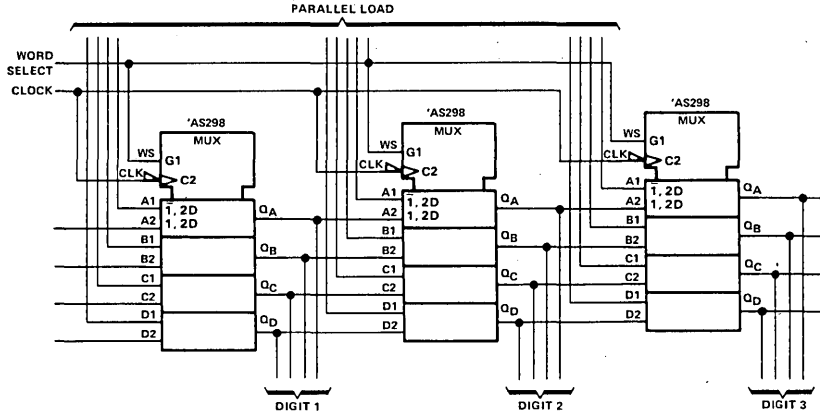 PARALLEL LOAD
WORD
SELECT
CLOCK
'AS298
MUX
WS
G1
CLK
C2
A1
A2
B1
B2
C1
C2
D1
D2
1̅, 2D
1, 2D
QA
QB
QC
QD
DIGIT 1
'AS298
MUX
WS
G1
CLK
C2
A1
A2
B1
B2
C1
C2
D1
D2
1̅, 2D
1, 2D
QA
QB
QC
QD
DIGIT 2
'AS298
MUX
WS
G1
CLK
C2
A1
A2
B1
B2
C1
C2
D1
D2
1̅, 2D
1, 2D
QA
QB
QC
QD
DIGIT 3